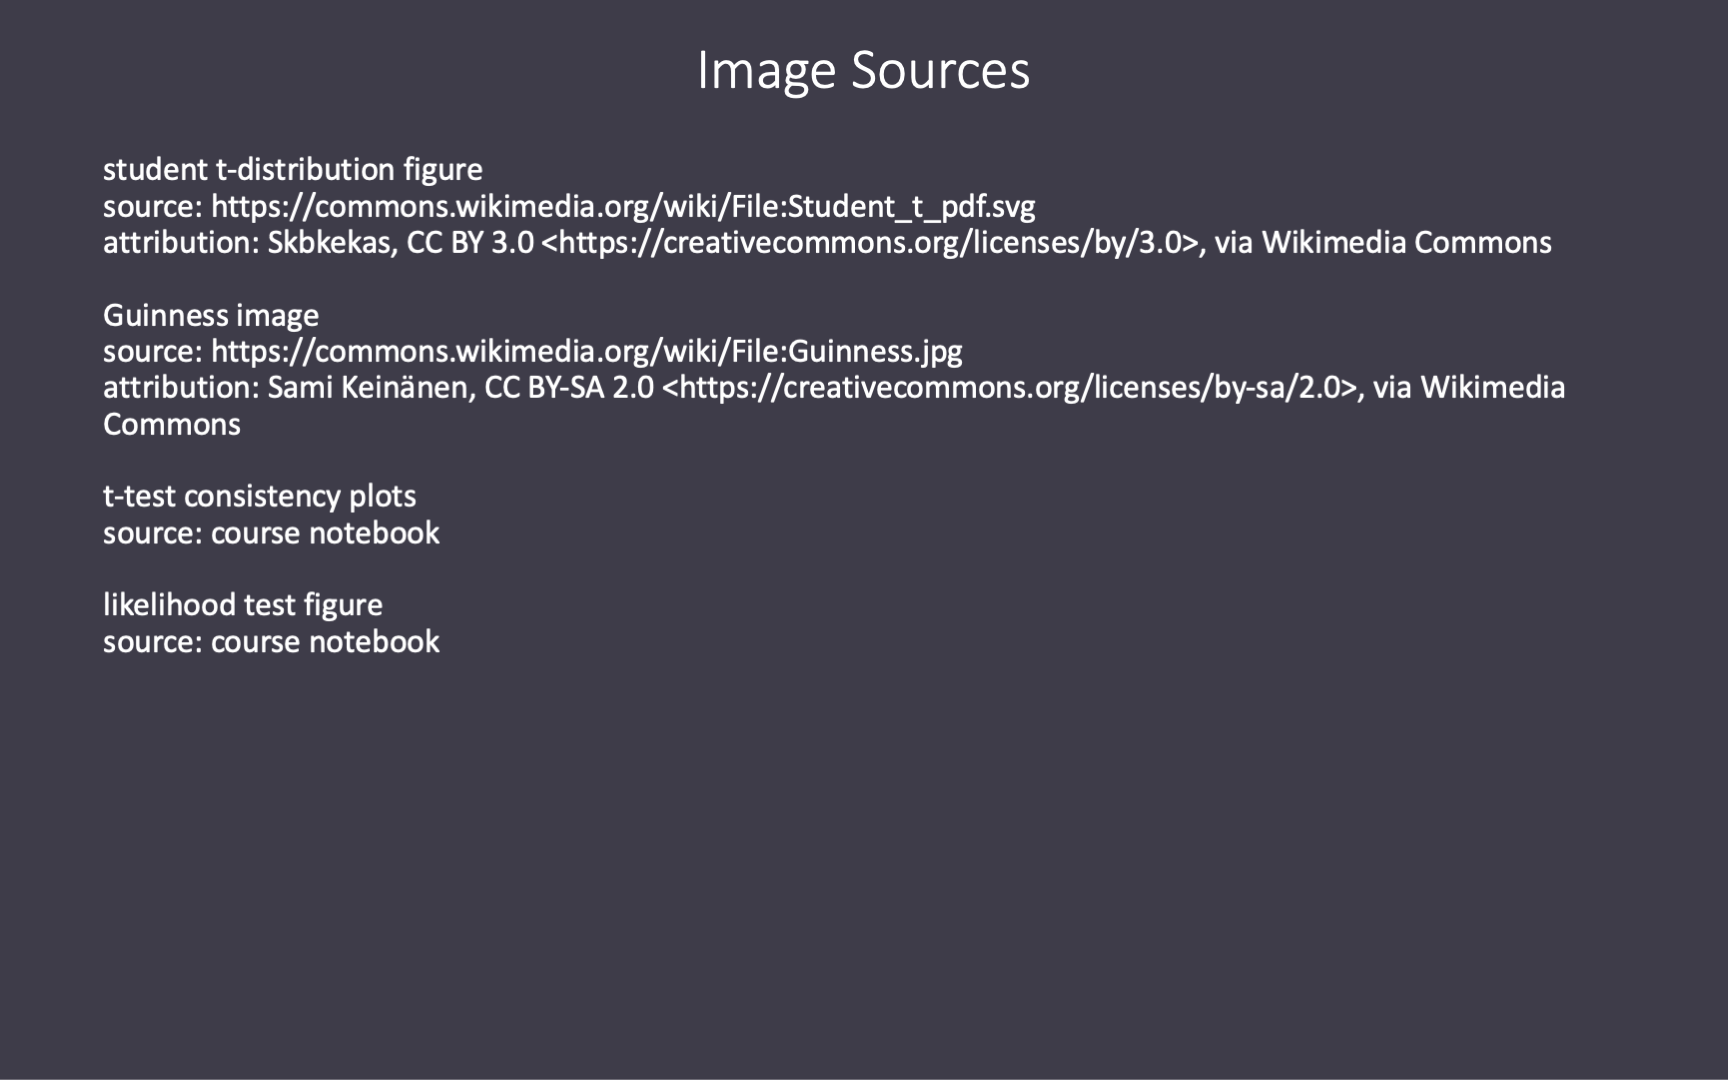 Image Sources
student t-distribution figure
source: https://commons.wikimedia.org/wiki/File:Student_t_pdf.svg
attribution: Skbkekas, CC BY 3.0 <https://creativecommons.org/licenses/by/3.0>, via Wikimedia Commons
Guinness image
source: https://commons.wikimedia.org/wiki/File:Guinness.jpg
attribution: Sami Keinänen, CC BY-SA 2.0 <https://creativecommons.org/licenses/by-sa/2.0>, via Wikimedia
Commons
t-test consistency plots
source: course notebook
likelihood test figure
source: course notebook